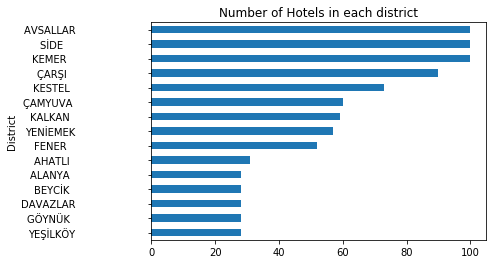 Number of Hotels in each district
AVSALLAR
SİDE
KEMER
ÇARŞI
KESTEL
ÇAMYUVA
KALKAN
YENİEMEK
FENER
AHATLI
ALANYA
BEYCİK
DAVAZLAR
GÖYNÜK
YEŞİLKÖY
District
0 20 40 60 80 100